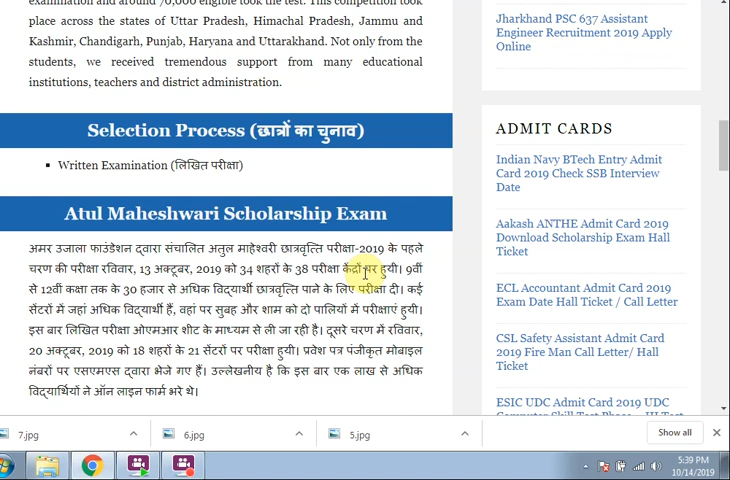 examination and around 70,000 eligible took the test. This competition took
place across the states of Uttar Pradesh, Himachal Pradesh, Jammu and
Kashmir, Chandigarh, Punjab, Haryana and Uttarakhand. Not only from the
students, we received tremendous support from many educational
institutions, teachers and district administration.
Selection Process (छात्रों का चुनाव)
Written Examination (लिखित परीक्षा)
Atul Maheshwari Scholarship Exam
अमर उजाला फाउंडेशन द्वारा संचालित अतुल माहेश्वरी छात्रवृत्ति परीक्षा-2019 के पहले
चरण की परीक्षा रविवार, 13 अक्टूबर, 2019 को 34 शहरों के 38 परीक्षा केंद्रों पर हुयी। 9वीं
से 12वीं कक्षा तक के 30 हजार से अधिक विद्यार्थी छात्रवृत्ति पाने के लिए परीक्षा दी। कई
सेंटरों में जहां अधिक विद्यार्थी हैं, वहां पर सुबह और शाम को दो पालियों में परीक्षाएं हुयी।
इस बार लिखित परीक्षा ओएमआर शीट के माध्यम से ली जा रही है। दूसरे चरण में रविवार,
20 अक्टूबर, 2019 को 18 शहरों के 21 सेंटरों पर परीक्षा हुयी। प्रवेश पत्र पंजीकृत मोबाइल
नंबरों पर एसएमएस द्वारा भेजे गए हैं। उल्लेखनीय है कि इस बार एक लाख से अधिक
विद्यार्थियों ने ऑन लाइन फार्म भरे थे।
Jharkhand PSC 637 Assistant
Engineer Recruitment 2019 Apply
Online
ADMIT CARDS
Indian Navy BTech Entry Admit
Card 2019 Check SSB Interview
Date
Aakash ANTHE Admit Card 2019
Download Scholarship Exam Hall
Ticket
ECL Accountant Admit Card 2019
Exam Date Hall Ticket / Call Letter
CSL Safety Assistant Admit Card
2019 Fire Man Call Letter/ Hall
Ticket
ESIC UDC Admit Card 2019 UDC
Computer Skill Test Phase – III Test
7.jpg
6.jpg
5.jpg
Show all
5:39 PM
10/14/2019